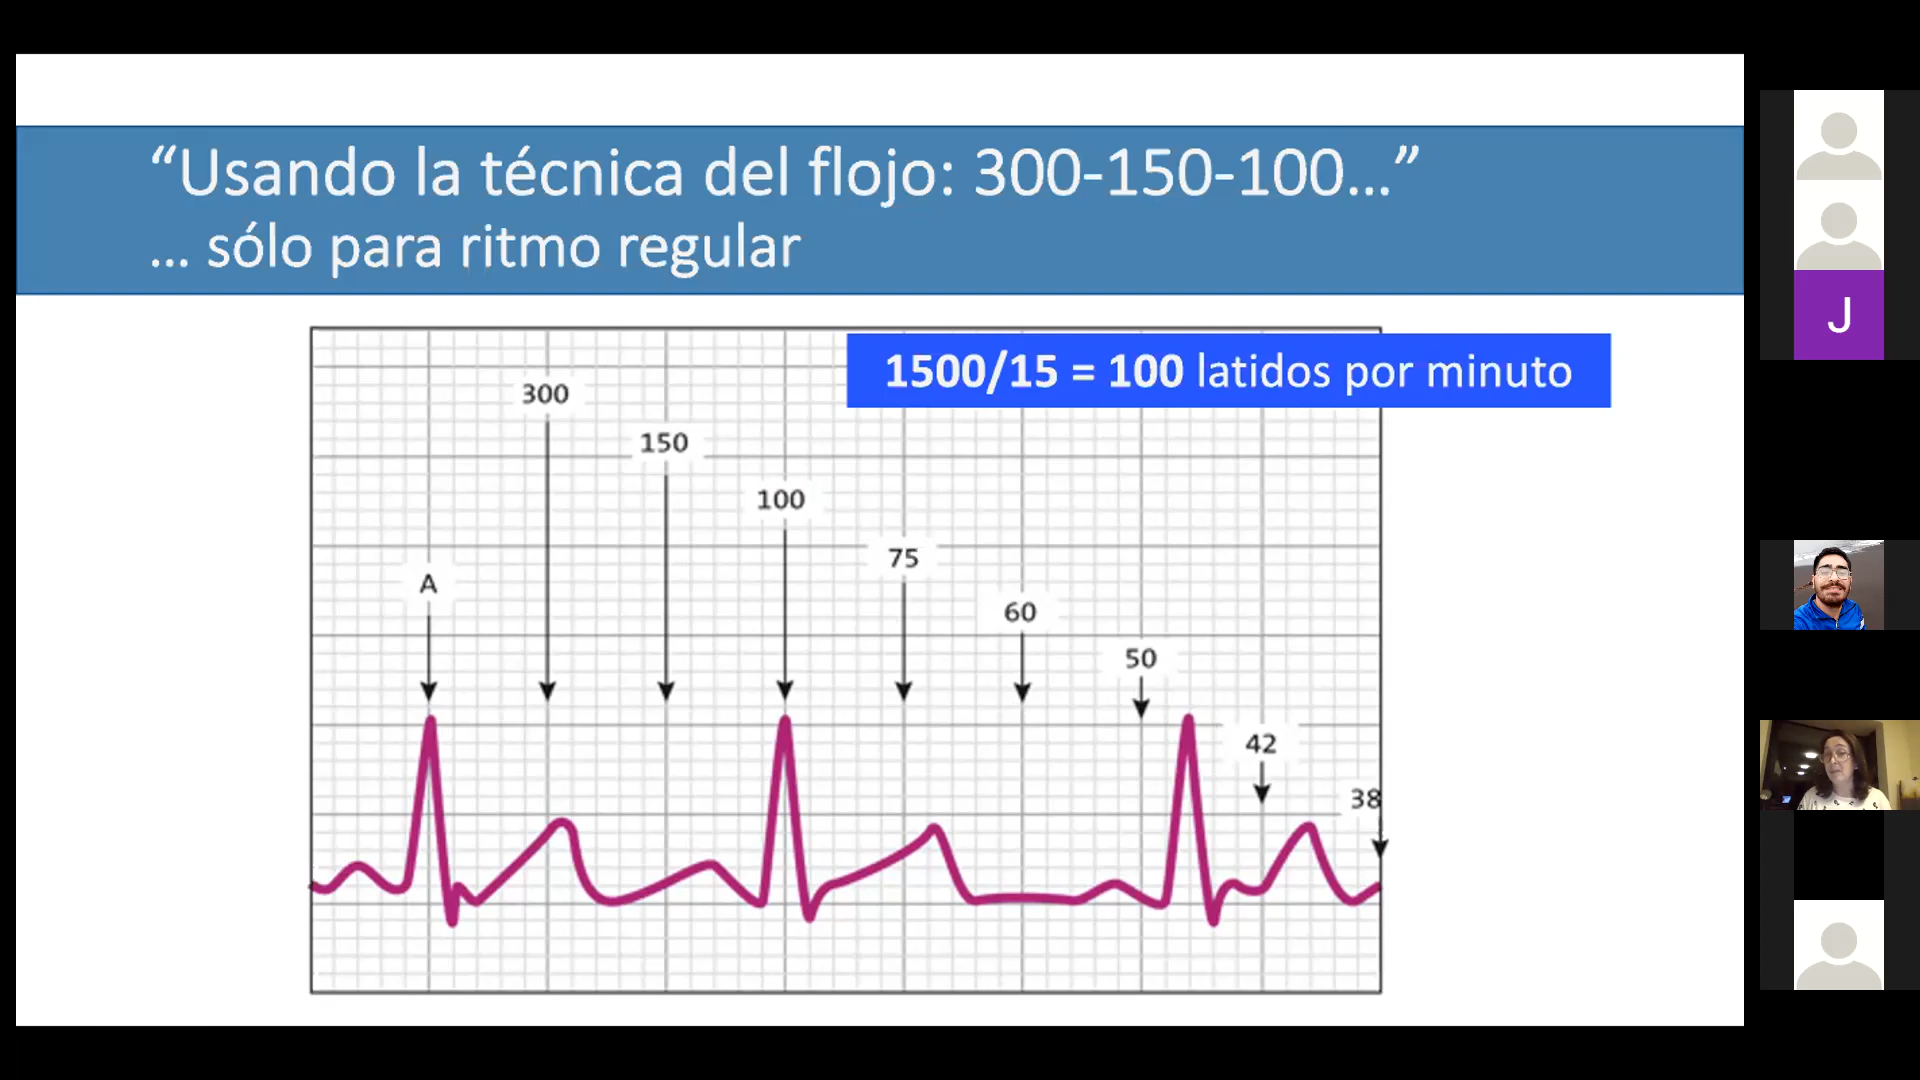 “Usando la técnica del flojo: 300-150-100...”
... sólo para ritmo regular
1500/15 = 100 latidos por minuto
300
150
100
75
A
60
50
42
38
J